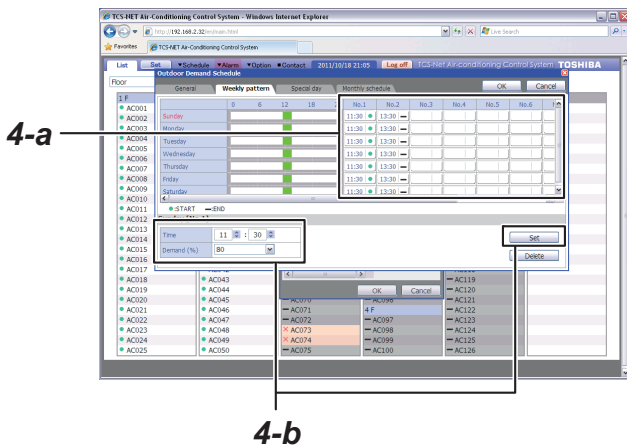 TCS-NET Air-Conditioning Control System - Windows Internet Explorer
http://192.168.2.32/en/main.html
Live Search
Favorites TCS-NET Air-Conditioning Control System
List Set ▼Schedule ▼Alarm ▼Option ●Contact 2011/10/18 21:05 Log off TCS-Net Air-conditioning Control System TOSHIBA
Outdoor Demand Schedule
Floor
General Weekly pattern Special day Monthly schedule OK Cancel
1 F
0 6 12 18 No.1 No.2 No.3 No.4 No.5 No.6
AC001
AC002 Sunday 11:30 ● 13:30 —
AC003 Monday 11:30 ● 13:30 —
AC004 Tuesday 11:30 ● 13:30 —
AC005
AC006 Wednesday 11:30 ● 13:30 —
AC007 Thursday 11:30 ● 13:30 —
AC008 Friday 11:30 ● 13:30 —
AC009 Saturday 11:30 ● 13:30 —
AC010
AC011 ●:START —:END
AC012
AC013
AC014 Time 11 : 30 Set
AC015 Demand (%) 80
AC016 Delete
AC017
AC018 AC043 AC119
AC019 AC044 OK Cancel AC120
AC020 AC045 AC070 AC096 AC121
AC021 AC046 AC071 4 F AC122
AC022 AC047 AC072 AC097 AC123
AC023 AC048 × AC073 AC098 AC124
AC024 AC049 × AC074 AC099 AC125
AC025 AC050 AC075 AC100 AC126
4-a
4-b